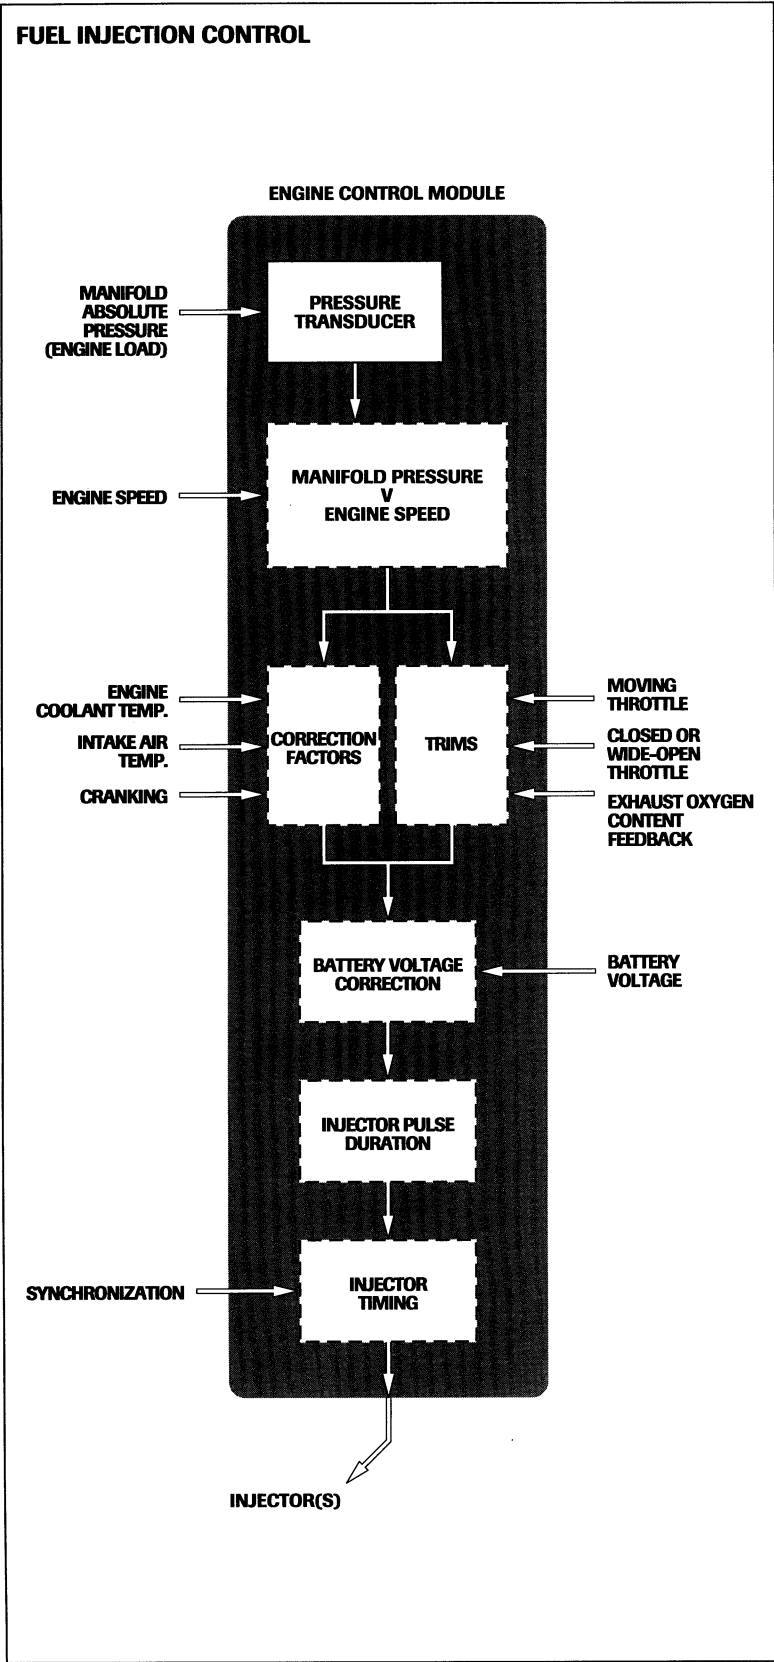 FUEL INJECTION CONTROL
ENGINE CONTROL MODULE
MANIFOLD
ABSOLUTE
PRESSURE
(ENGINE LOAD)
PRESSURE
TRANSDUCER
ENGINE SPEED
MANIFOLD PRESSURE
V
ENGINE SPEED
ENGINE
COOLANT TEMP.
INTAKE AIR
TEMP.
CRANKING
CORRECTION
FACTORS
TRIMS
MOVING
THROTTLE
CLOSED OR
WIDE-OPEN
THROTTLE
EXHAUST OXYGEN
CONTENT
FEEDBACK
BATTERY VOLTAGE
CORRECTION
BATTERY
VOLTAGE
INJECTOR PULSE
DURATION
SYNCHRONIZATION
INJECTOR
TIMING
INJECTOR(S)